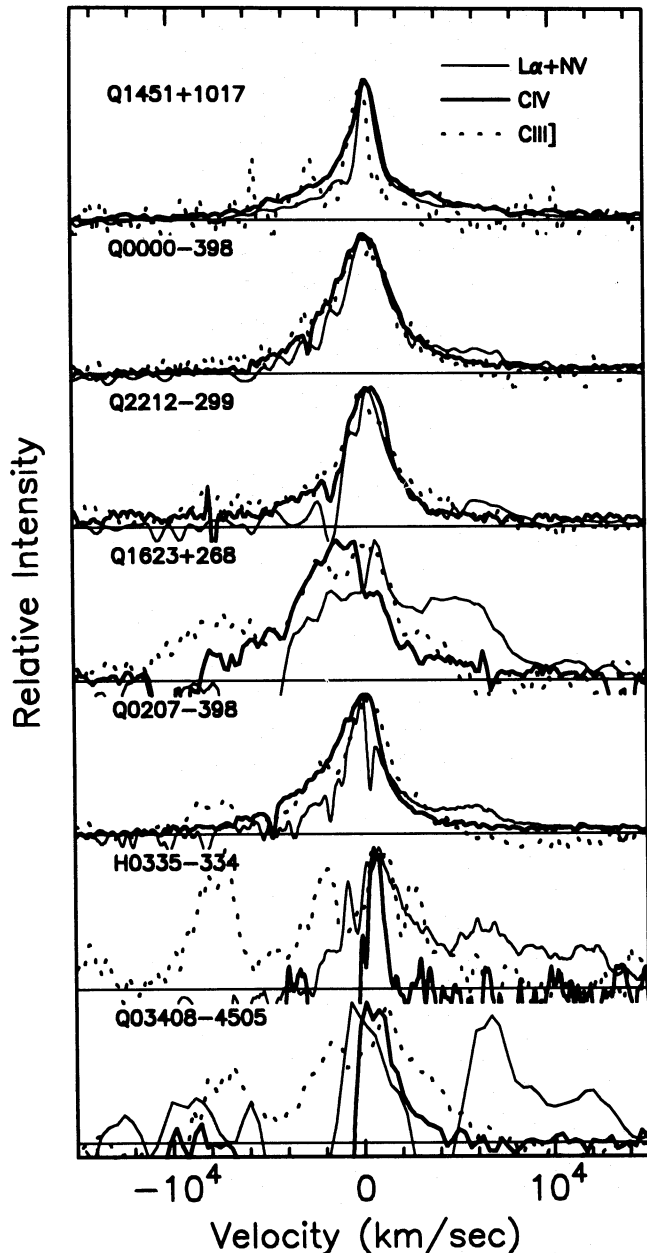 Lα+NV
Q1451+1017
CIV
CIII]
Q0000−398
Q2212−299
Q1623+268
Q0207−398
H0335−334
Q03408−4505
Relative Intensity
−10⁴ 0 10⁴
Velocity (km/sec)